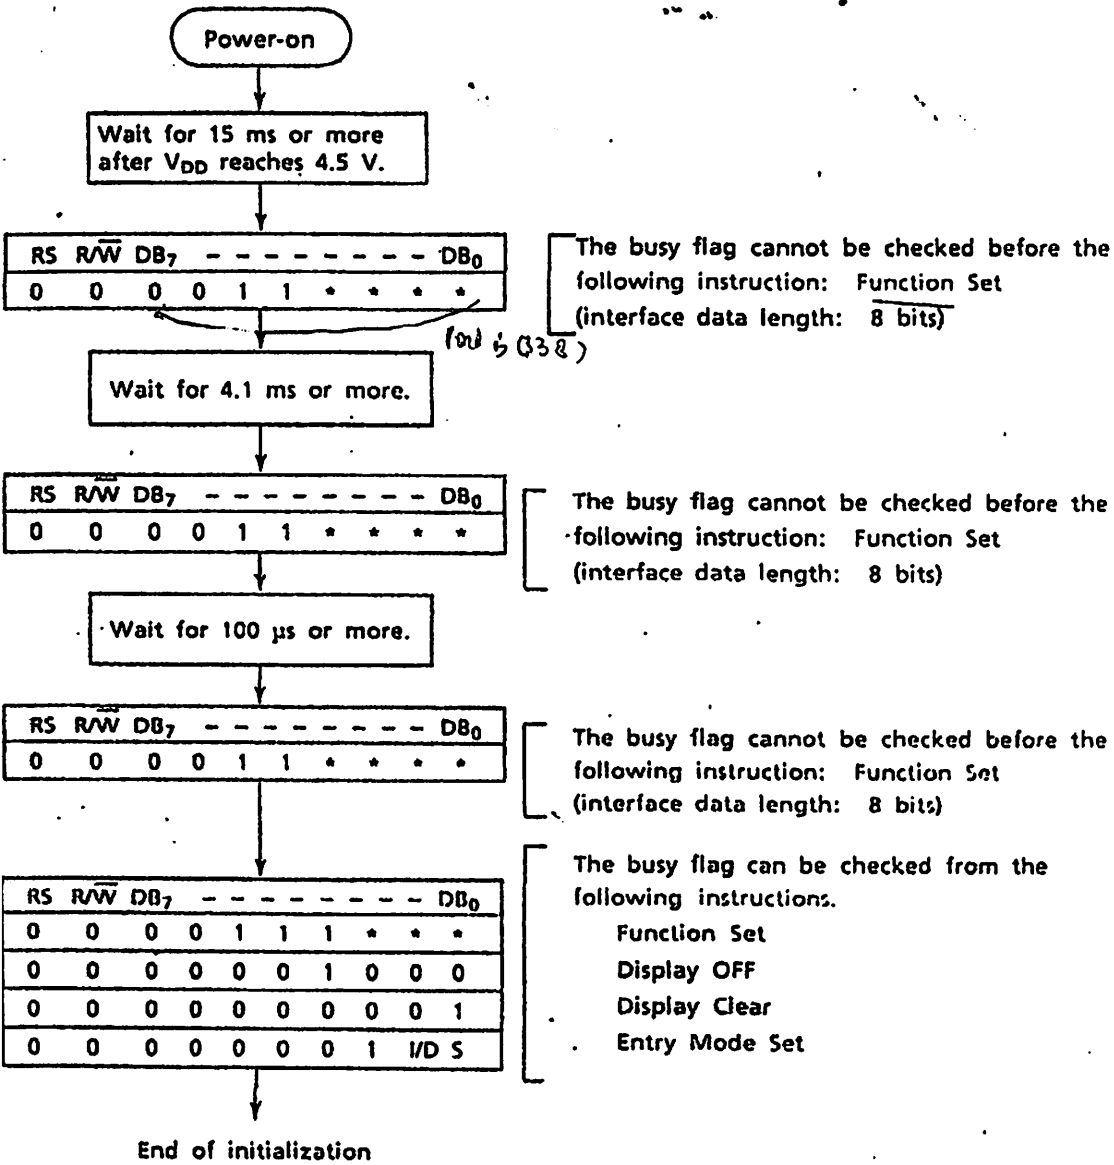 Power-on
Wait for 15 ms or more
after VDD reaches 4.5 V.
RS R/W̅ DB7 - - - - - - - - DB0
0 0 0 0 1 1 * * * *
The busy flag cannot be checked before the
following instruction: Function Set
(interface data length: 8 bits)
Wait for 4.1 ms or more.
RS R/W̅ DB7 - - - - - - - - - DB0
0 0 0 0 1 1 * * * *
The busy flag cannot be checked before the
following instruction: Function Set
(interface data length: 8 bits)
Wait for 100 µs or more.
RS R/W̅ DB7 - - - - - - - - - DB0
0 0 0 0 1 1 * * * *
The busy flag cannot be checked before the
following instruction: Function Set
(interface data length: 8 bits)
RS R/W̅ DB7 - - - - - - - - - DB0
0 0 0 0 1 1 1 * * *
0 0 0 0 0 0 1 0 0 0
0 0 0 0 0 0 0 0 0 1
0 0 0 0 0 0 0 1 I/D S
The busy flag can be checked from the
following instructions.
Function Set
Display OFF
Display Clear
Entry Mode Set
End of initialization